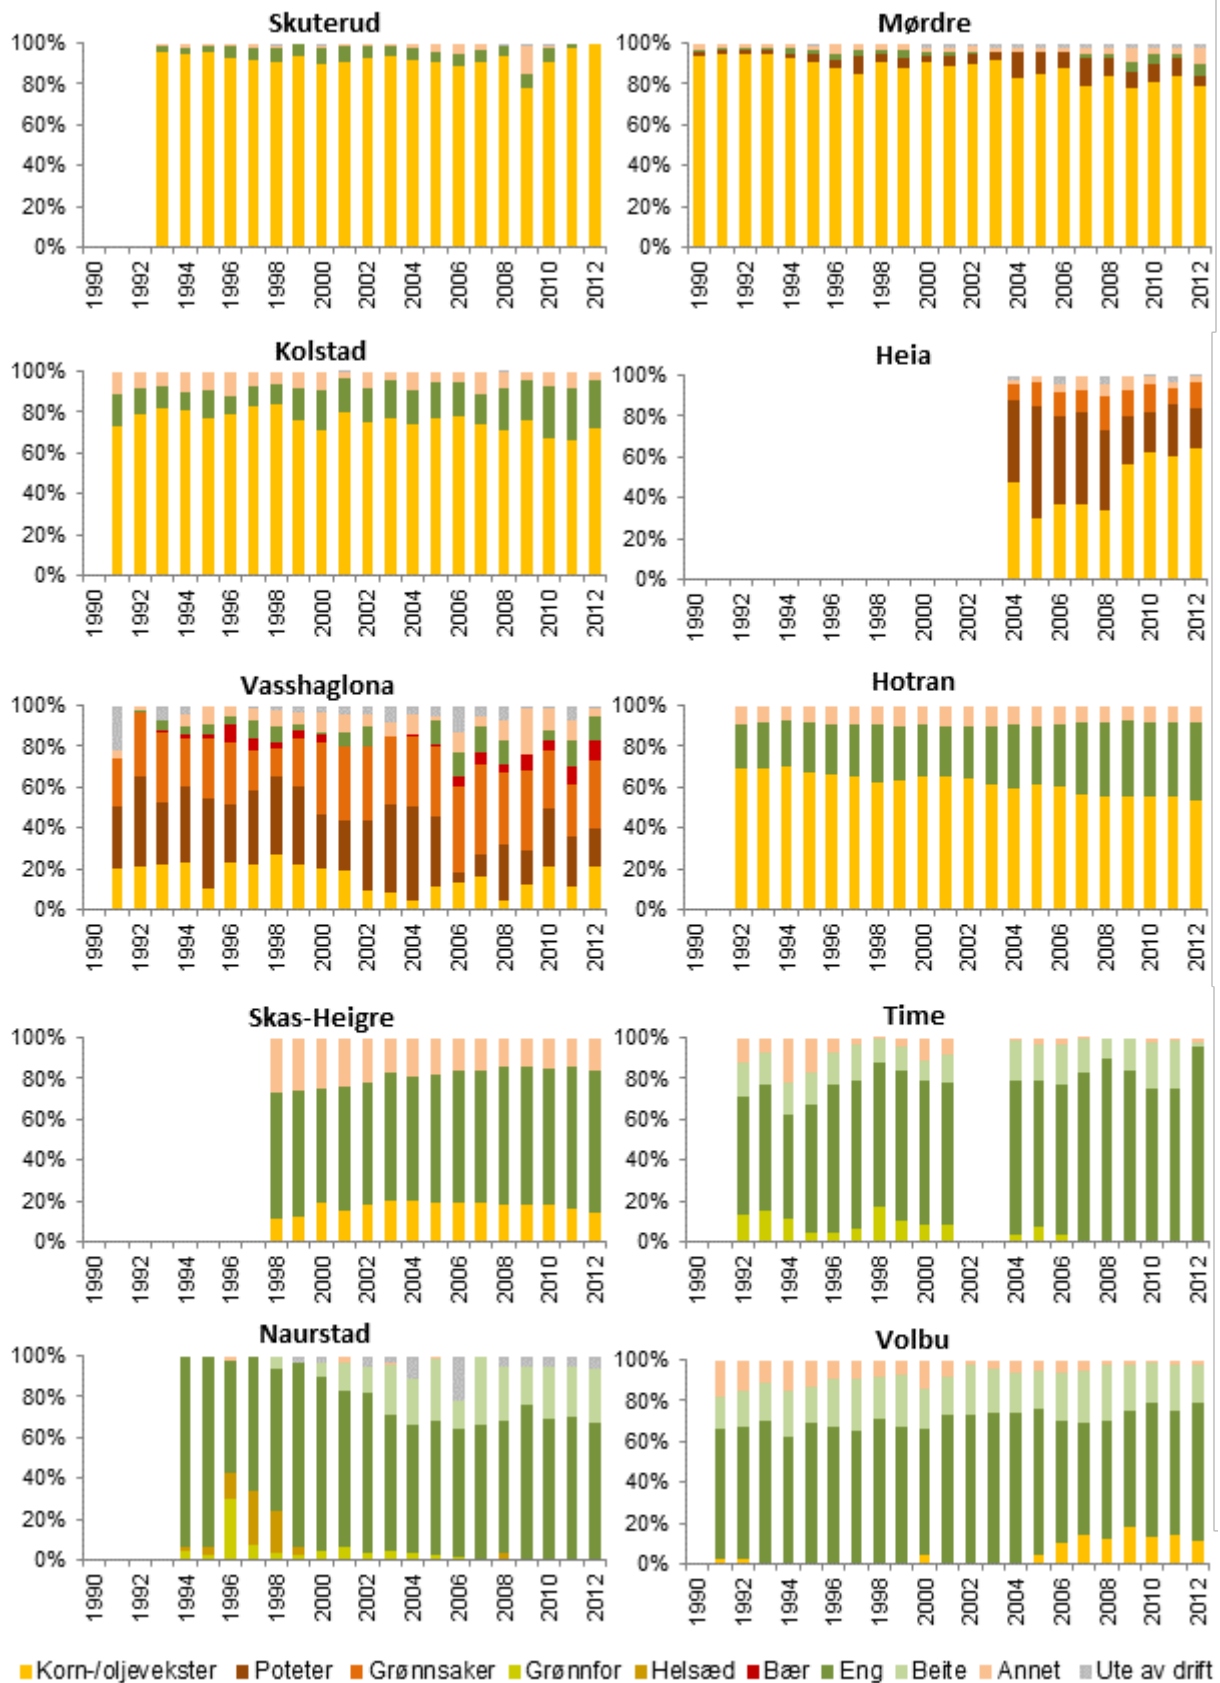 Skuterud
100%
80%
60%
40%
20%
0%
1990 1992 1994 1996 1998 2000 2002 2004 2006 2008 2010 2012
Mørdre
100%
80%
60%
40%
20%
0%
1990 1992 1994 1996 1998 2000 2002 2004 2006 2008 2010 2012
Kolstad
100%
80%
60%
40%
20%
0%
1990 1992 1994 1996 1998 2000 2002 2004 2006 2008 2010 2012
Heia
100%
80%
60%
40%
20%
0%
1990 1992 1994 1996 1998 2000 2002 2004 2006 2008 2010 2012
Vasshaglona
100%
80%
60%
40%
20%
0%
1990 1992 1994 1996 1998 2000 2002 2004 2006 2008 2010 2012
Hotran
100%
80%
60%
40%
20%
0%
1990 1992 1994 1996 1998 2000 2002 2004 2006 2008 2010 2012
Skas-Heigre
100%
80%
60%
40%
20%
0%
1990 1992 1994 1996 1998 2000 2002 2004 2006 2008 2010 2012
Time
100%
80%
60%
40%
20%
0%
1990 1992 1994 1996 1998 2000 2002 2004 2006 2008 2010 2012
Naurstad
100%
80%
60%
40%
20%
0%
1990 1992 1994 1996 1998 2000 2002 2004 2006 2008 2010 2012
Volbu
100%
80%
60%
40%
20%
0%
1990 1992 1994 1996 1998 2000 2002 2004 2006 2008 2010 2012
Korn-/oljevekster Poteter Grønnsaker Grønnfor Helsæd Bær Eng Beite Annet Ute av drift